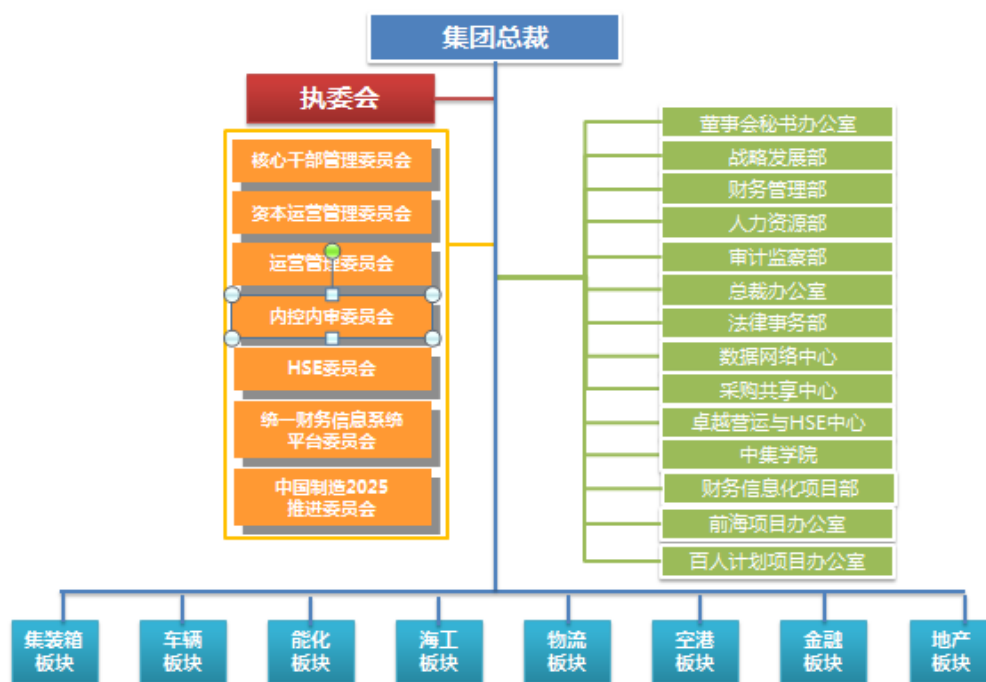 集团总裁
执委会
核心干部管理委员会
资本运营管理委员会
运营管理委员会
内控内审委员会
HSE委员会
统一财务信息系统
平台委员会
中国制造2025
推进委员会
董事会秘书办公室
战略发展部
财务管理部
人力资源部
审计监察部
总裁办公室
法律事务部
数据网络中心
采购共享中心
卓越营运与HSE中心
中集学院
财务信息化项目部
前海项目办公室
百人计划项目办公室
集装箱
板块
车辆
板块
能化
板块
海工
板块
物流
板块
空港
板块
金融
板块
地产
板块